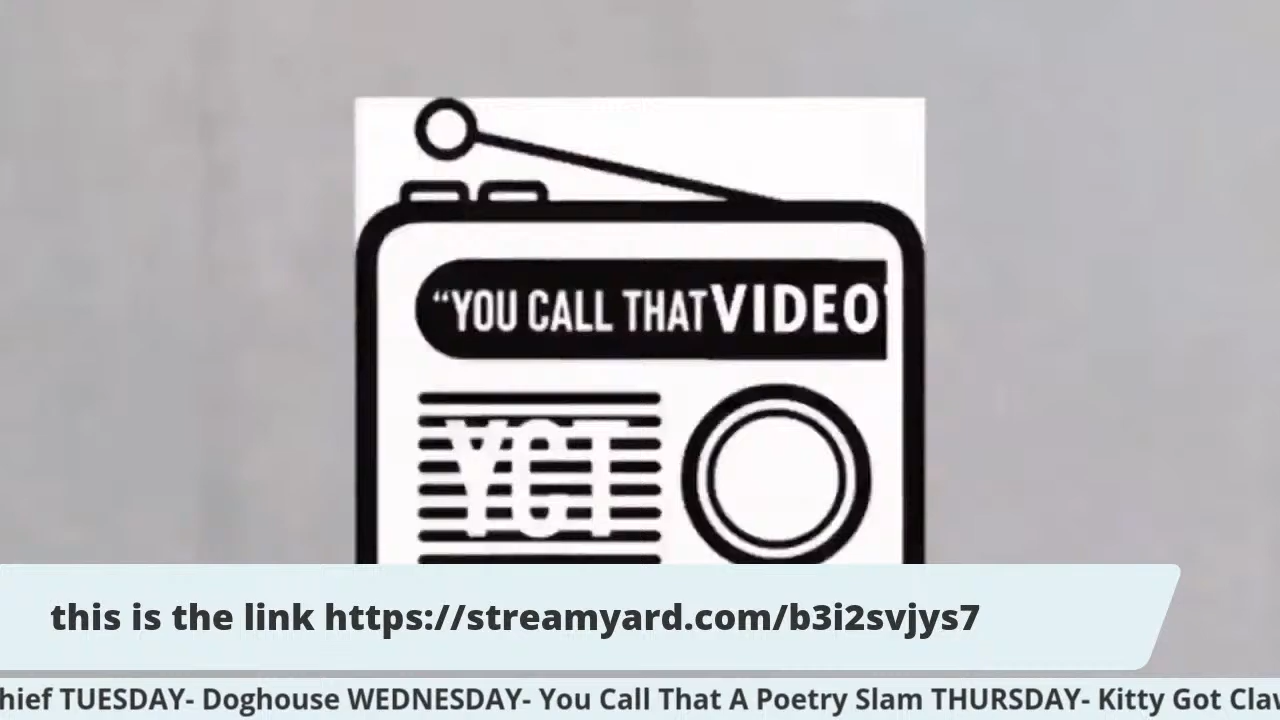 “YOU CALL THAT VIDEO
YCT
this is the link https://streamyard.com/b3i2svjys7
TUESDAY- Doghouse WEDNESDAY- You Call That A Poetry Slam THURSDAY- Kitty Got